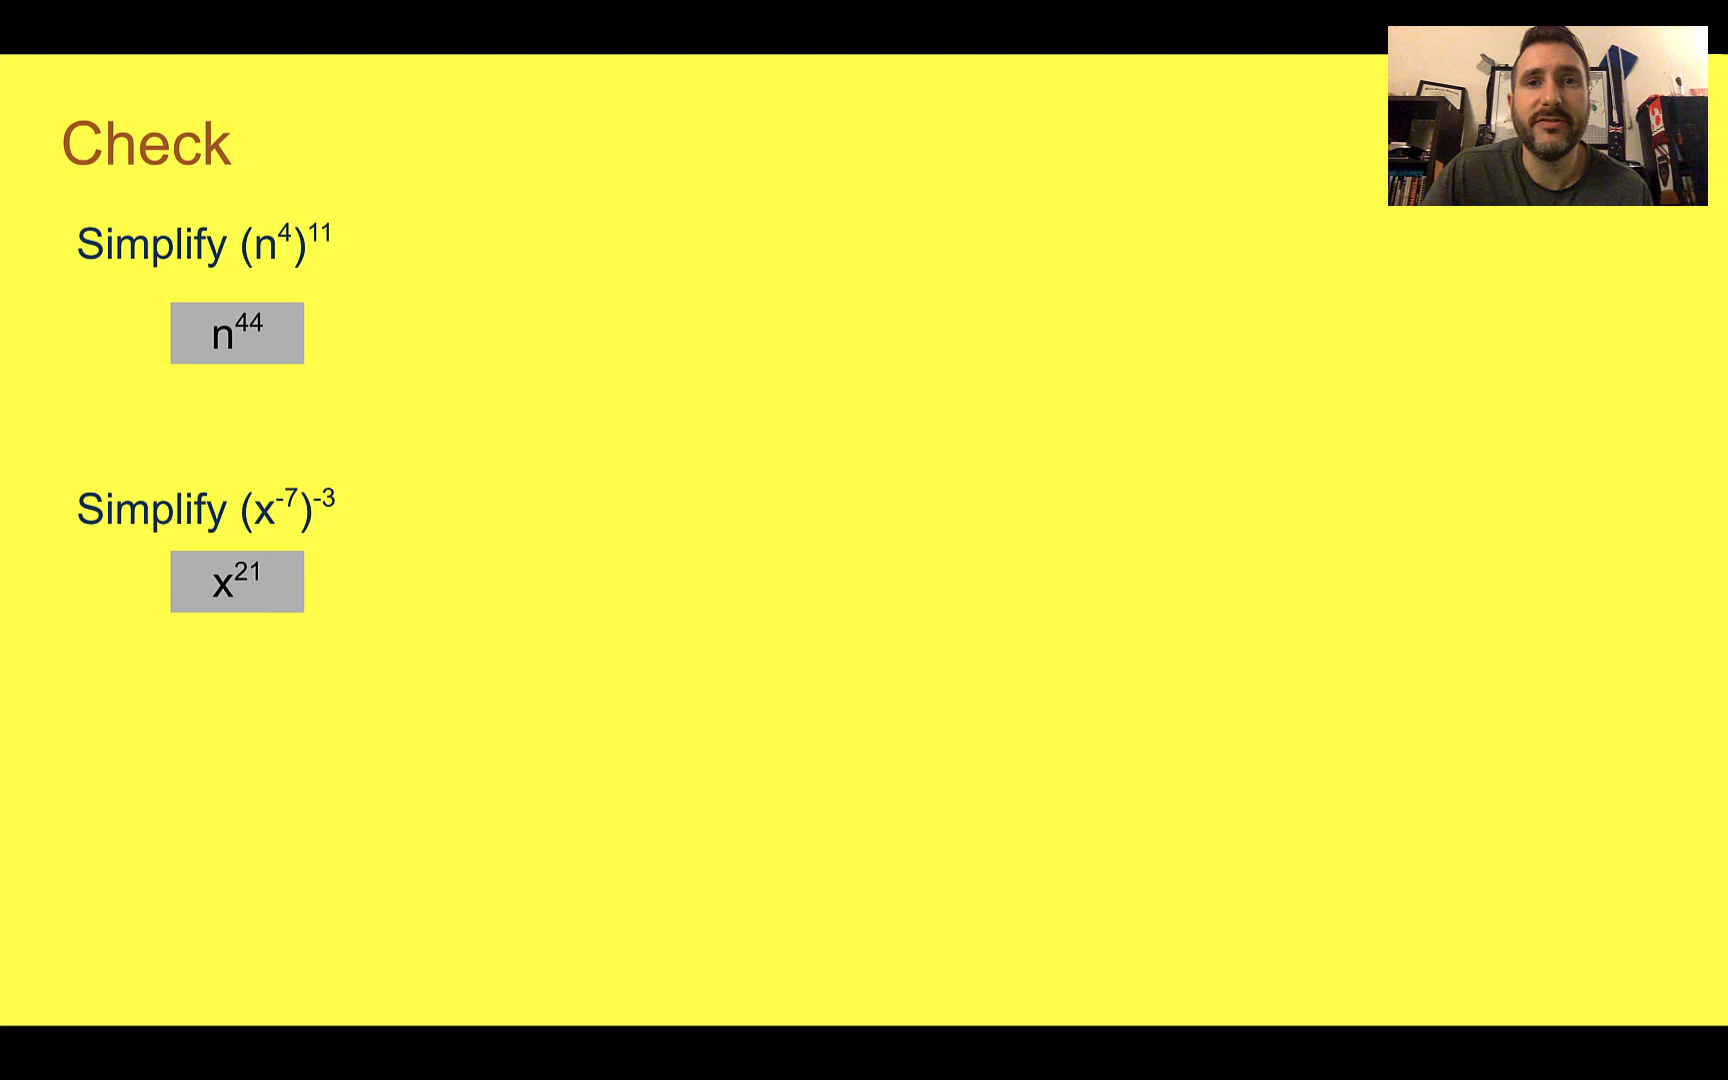 Check
Simplify (n⁴)¹¹
n⁴⁴
Simplify (x⁻⁷)⁻³
x²¹